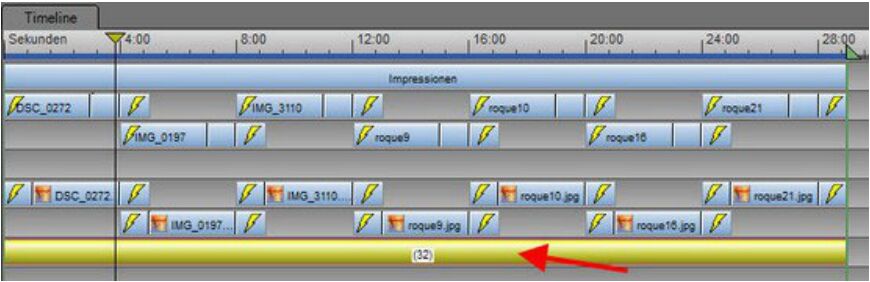 Timeline
Sekunden 4:00 8:00 12:00 16:00 20:00 24:00 28:00
Impressionen
DSC_0272 IMG_3110 roque10 roque21
IMG_0197 roque9 roque16
DSC_0272. IMG_3110.... roque10.jpg roque21.jpg
IMG_0197... roque9.jpg roque16.jpg
(32)